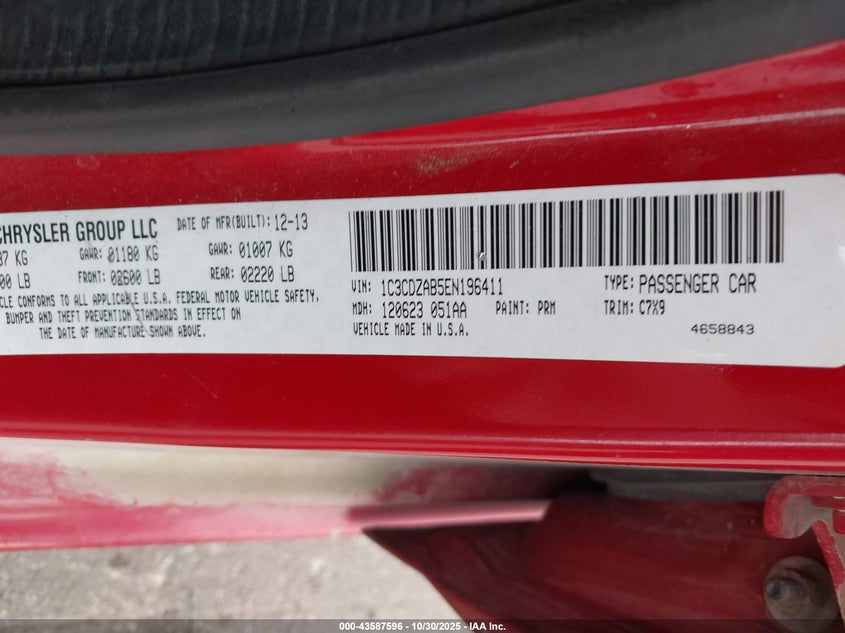 CHRYSLER GROUP LLC DATE OF MFR(BUILT): 12-13
37 KG GAWR: 01180 KG GAWR: 01007 KG
00 LB FRONT: 02600 LB REAR: 02220 LB
CLE CONFORMS TO ALL APPLICABLE U.S.A. FEDERAL MOTOR VEHICLE SAFETY,
BUMPER AND THEFT PREVENTION STANDARDS IN EFFECT ON
THE DATE OF MANUFACTURE SHOWN ABOVE.
VIN: 1C3CDZAB5EN196411 TYPE: PASSENGER CAR
MDH: 120623 051AA PAINT: PRM TRIM: C7X9
VEHICLE MADE IN U.S.A. 4658843
000-43587596 | 10/30/2025 | IAA Inc.